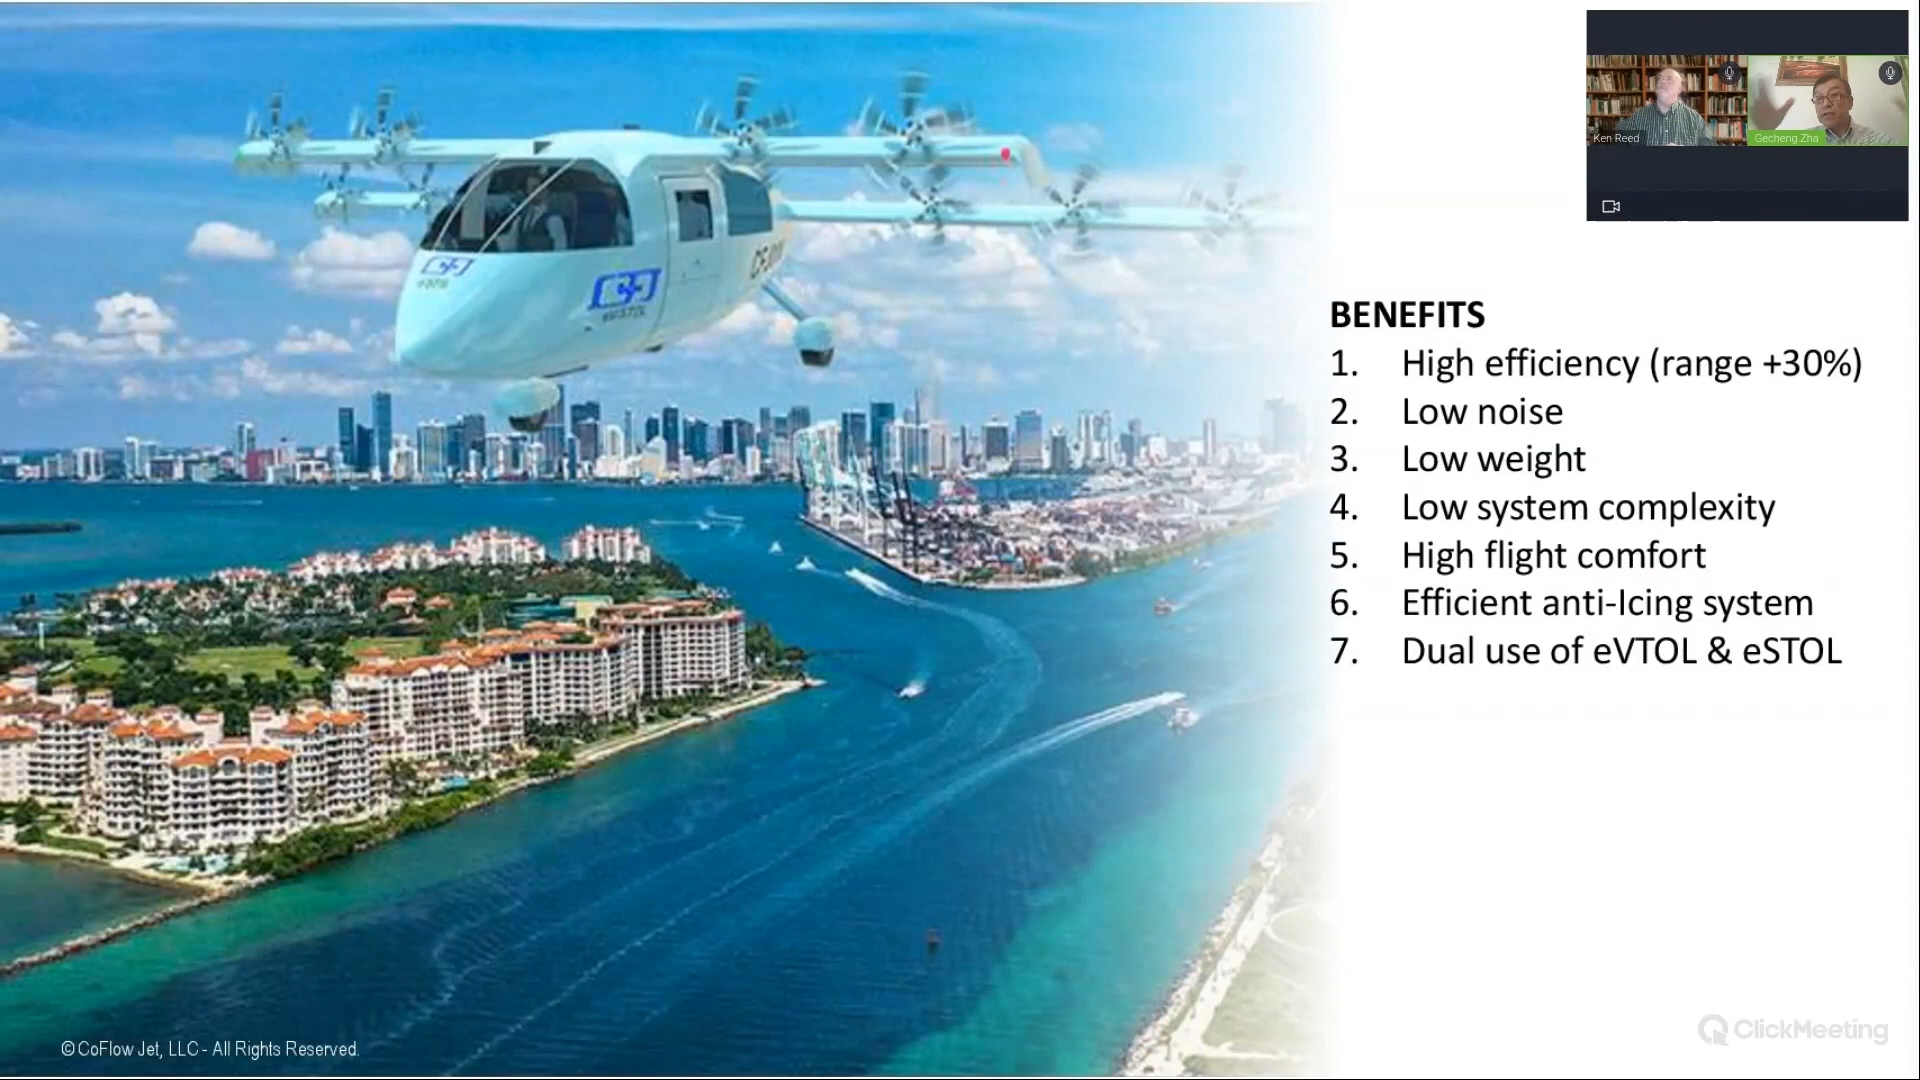 Ken Reed
Gecheng Zha
BENEFITS
1. High efficiency (range +30%)
2. Low noise
3. Low weight
4. Low system complexity
5. High flight comfort
6. Efficient anti-Icing system
7. Dual use of eVTOL & eSTOL
CF
CF
© CoFlow Jet, LLC - All Rights Reserved.
ClickMeeting